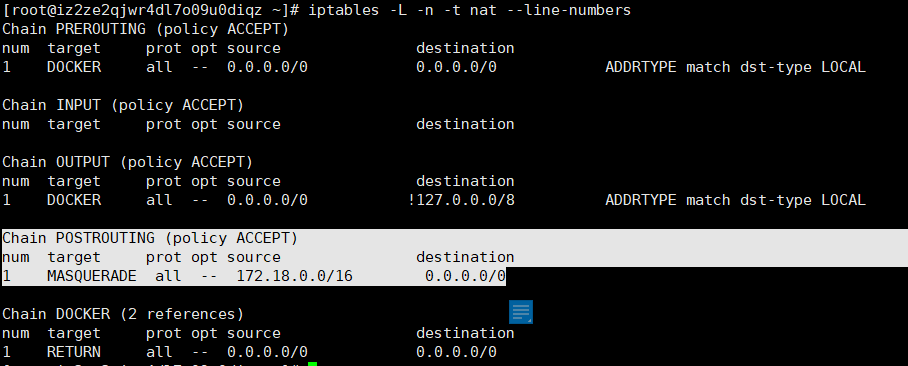 [root@iz2ze2qjwr4dl7o09u0diqz ~]# iptables -L -n -t nat --line-numbers
Chain PREROUTING (policy ACCEPT)
num  target     prot opt source               destination
1    DOCKER     all  --  0.0.0.0/0            0.0.0.0/0            ADDRTYPE match dst-type LOCAL
Chain INPUT (policy ACCEPT)
num  target     prot opt source               destination
Chain OUTPUT (policy ACCEPT)
num  target     prot opt source               destination
1    DOCKER     all  --  0.0.0.0/0           !127.0.0.0/8          ADDRTYPE match dst-type LOCAL
Chain POSTROUTING (policy ACCEPT)
num  target     prot opt source               destination
1    MASQUERADE  all  --  172.18.0.0/16        0.0.0.0/0
Chain DOCKER (2 references)
num  target     prot opt source               destination
1    RETURN     all  --  0.0.0.0/0            0.0.0.0/0